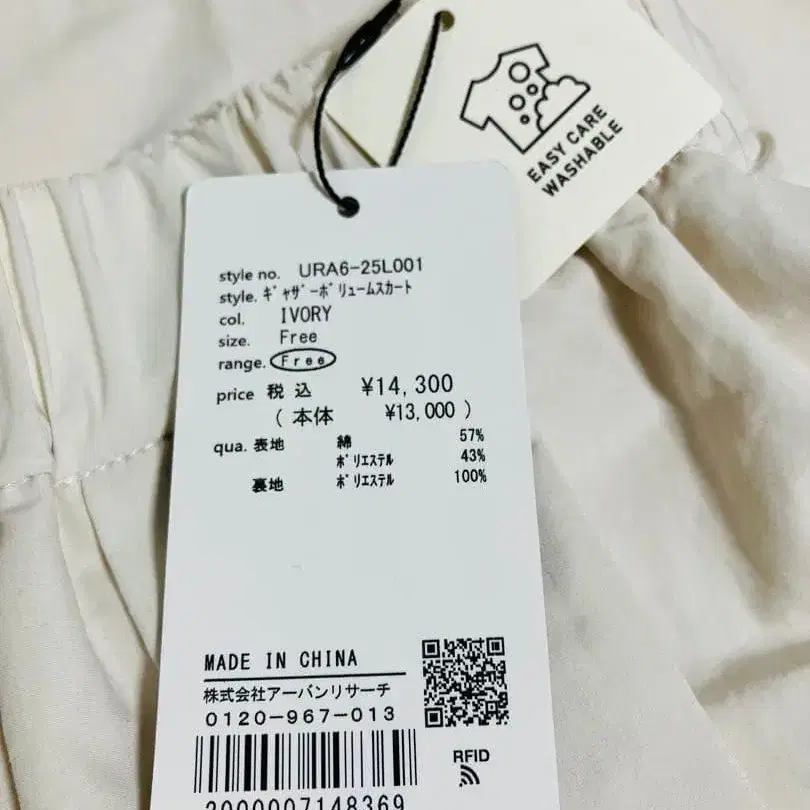 EASY CARE
WASHABLE
style no. URA6-25L001
style. ｷﾞｬｻﾞｰﾎﾞﾘｭｰﾑｽｶｰﾄ
col. IVORY
size. Free
range. Free
price 税込 ¥14,300
( 本体 ¥13,000 )
qua. 表地 綿 57%
ﾎﾟﾘｴｽﾃﾙ 43%
裏地 ﾎﾟﾘｴｽﾃﾙ 100%
MADE IN CHINA
株式会社アーバンリサーチ
0120-967-013
RFID
2000007148369